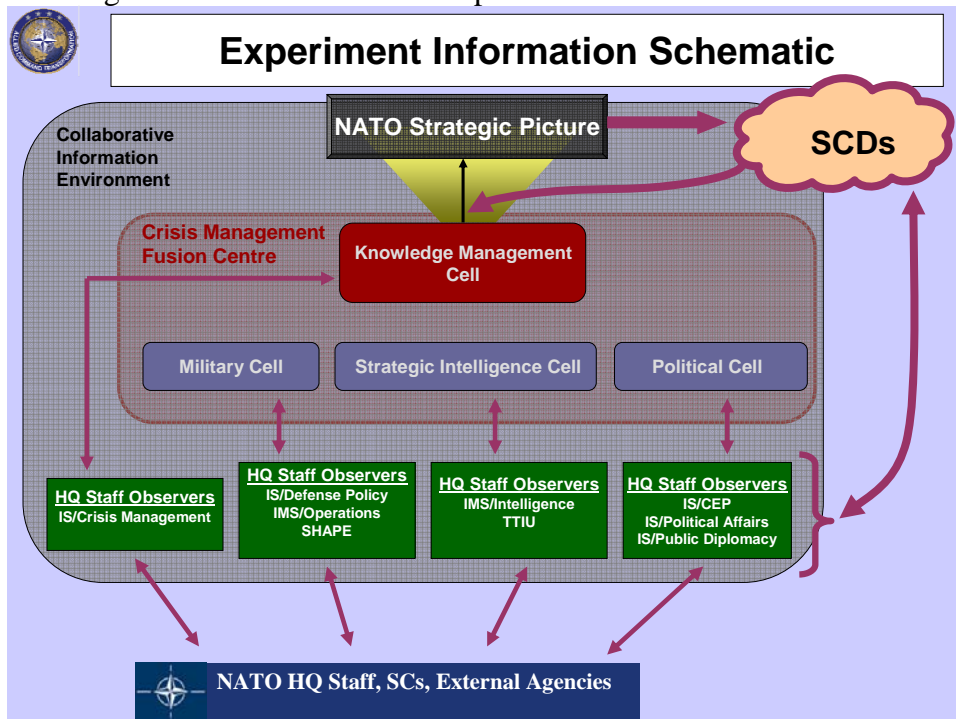 Experiment Information Schematic
NATO Strategic Picture
SCDs
Collaborative
Information
Environment
Crisis Management
Fusion Centre
Knowledge Management
Cell
Military Cell
Strategic Intelligence Cell
Political Cell
HQ Staff Observers
IS/Crisis Management
HQ Staff Observers
IS/Defense Policy
IMS/Operations
SHAPE
HQ Staff Observers
IMS/Intelligence
TTIU
HQ Staff Observers
IS/CEP
IS/Political Affairs
IS/Public Diplomacy
NATO HQ Staff, SCs, External Agencies